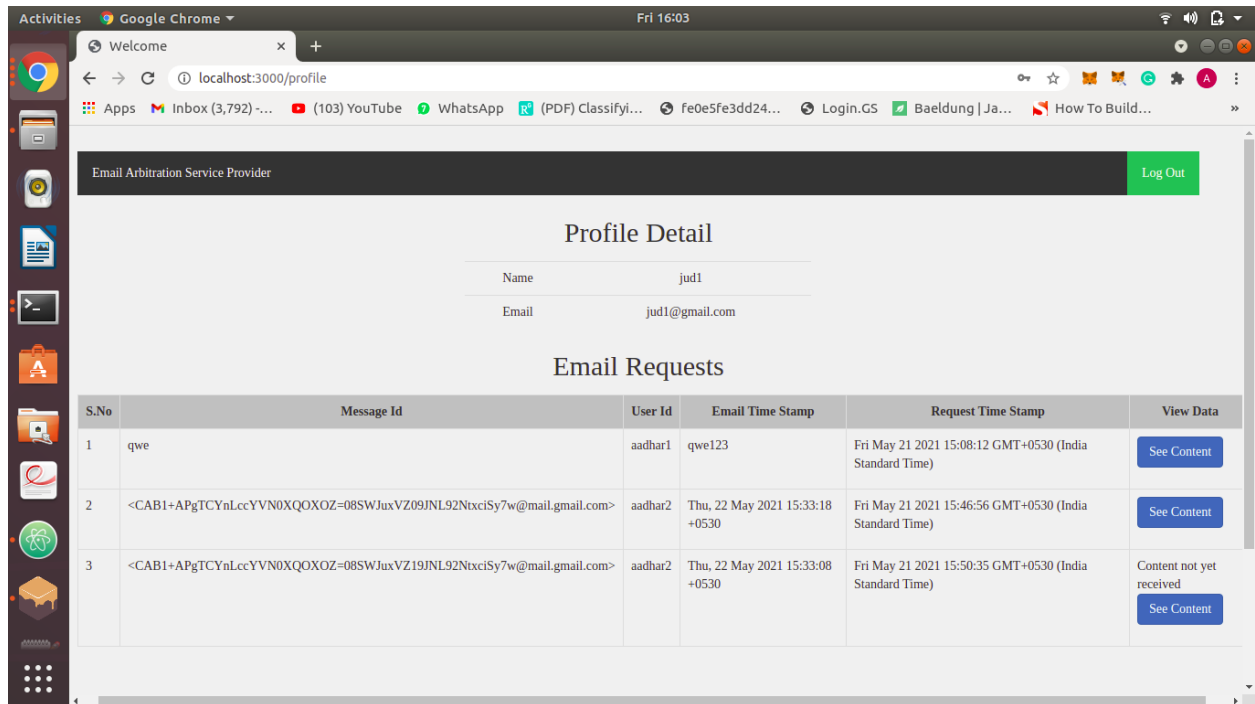 Activities Google Chrome Fri 16:03
Welcome
localhost:3000/profile
Apps Inbox (3,792) -... (103) YouTube WhatsApp (PDF) Classifyi... fe0e5fe3dd24... Login.GS Baeldung | Ja... How To Build... »
Email Arbitration Service Provider Log Out
Profile Detail
Name jud1
Email jud1@gmail.com
Email Requests
S.No Message Id User Id Email Time Stamp Request Time Stamp View Data
1 qwe aadhar1 qwe123 Fri May 21 2021 15:08:12 GMT+0530 (India
Standard Time)
See Content
2 <CAB1+APgTCYnLccYVN0XQOXOZ=08SWJuxVZ09JNL92NtxciSy7w@mail.gmail.com> aadhar2 Thu, 22 May 2021 15:33:18
+0530
Fri May 21 2021 15:46:56 GMT+0530 (India
Standard Time)
See Content
3 <CAB1+APgTCYnLccYVN0XQOXOZ=08SWJuxVZ19JNL92NtxciSy7w@mail.gmail.com> aadhar2 Thu, 22 May 2021 15:33:08
+0530
Fri May 21 2021 15:50:35 GMT+0530 (India
Standard Time)
Content not yet
received
See Content